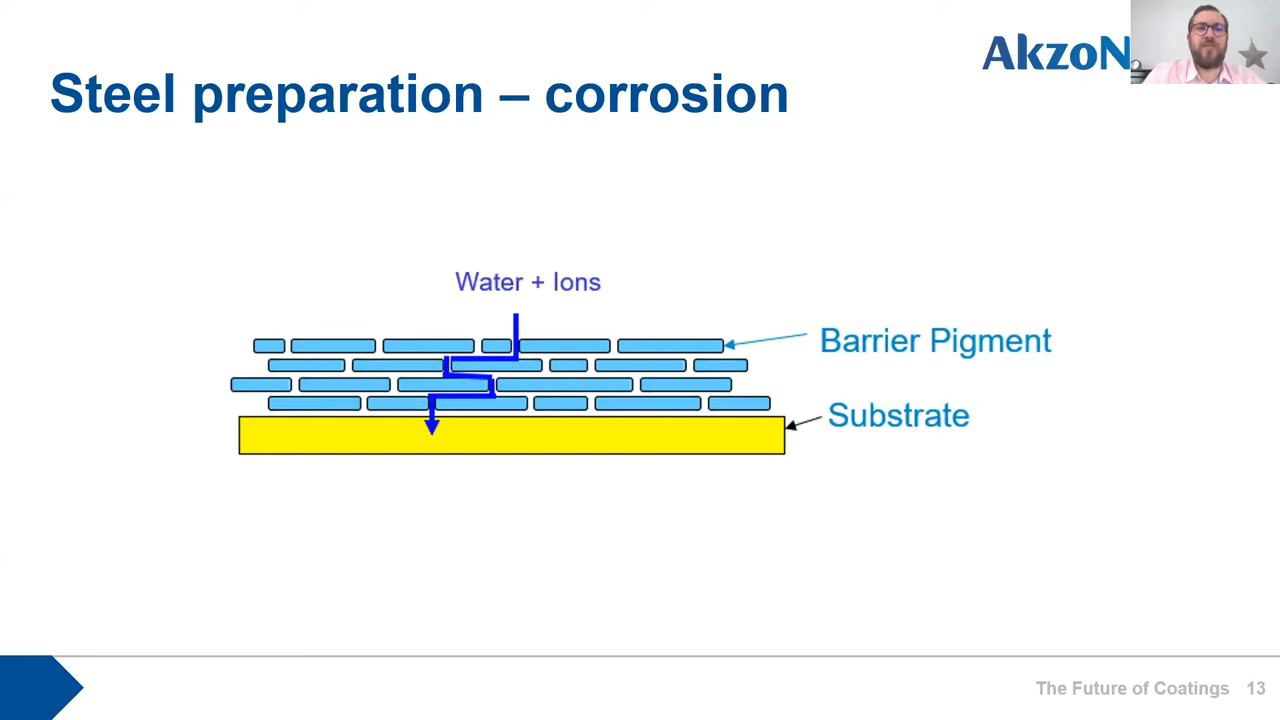 AkzoN
Steel preparation – corrosion
Water + Ions
Barrier Pigment
Substrate
The Future of Coatings 13